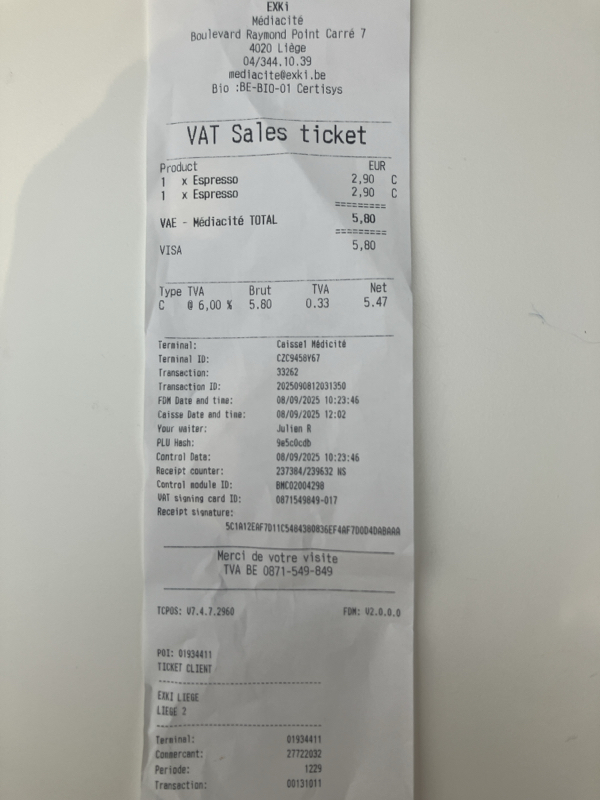 EXKi
Médiacité
Boulevard Raymond Point Carré 7
4020 Liège
04/344.10.39
mediacite@exki.be
Bio :BE-BIO-01 Certisys
VAT Sales ticket
Product EUR
1 x Espresso 2,90 C
1 x Espresso 2,90 C
=========
VAE - Médiacité TOTAL 5,80
=========
VISA 5,80
Type TVA Brut TVA Net
C @ 6,00 % 5.80 0.33 5.47
Terminal: Caisse1 Médicité
Terminal ID: CZC9458V67
Transaction: 33262
Transaction ID: 2025090812031350
FDM Date and time: 08/09/2025 10:23:46
Caisse Date and time: 08/09/2025 12:02
Your waiter: Julien R
PLU Hash: 9a5c0cdb
Control Data: 08/09/2025 10:23:46
Receipt counter: 237384/239632 NS
Control module ID: BMC02004298
VAT signing card ID: 0871549849-017
Receipt signature:
Merci de votre visite
TVA BE 0871-549-849
TCPOS: V7.4.7.2960 FDM: V2.0.0.0
POI: 01934411
TICKET CLIENT
------------------------------
EXKI LIEGE
LIEGE 2
------------------------------
Terminal: 01934411
Commercant: 27722032
Periode: 1229
Transaction: 00131011